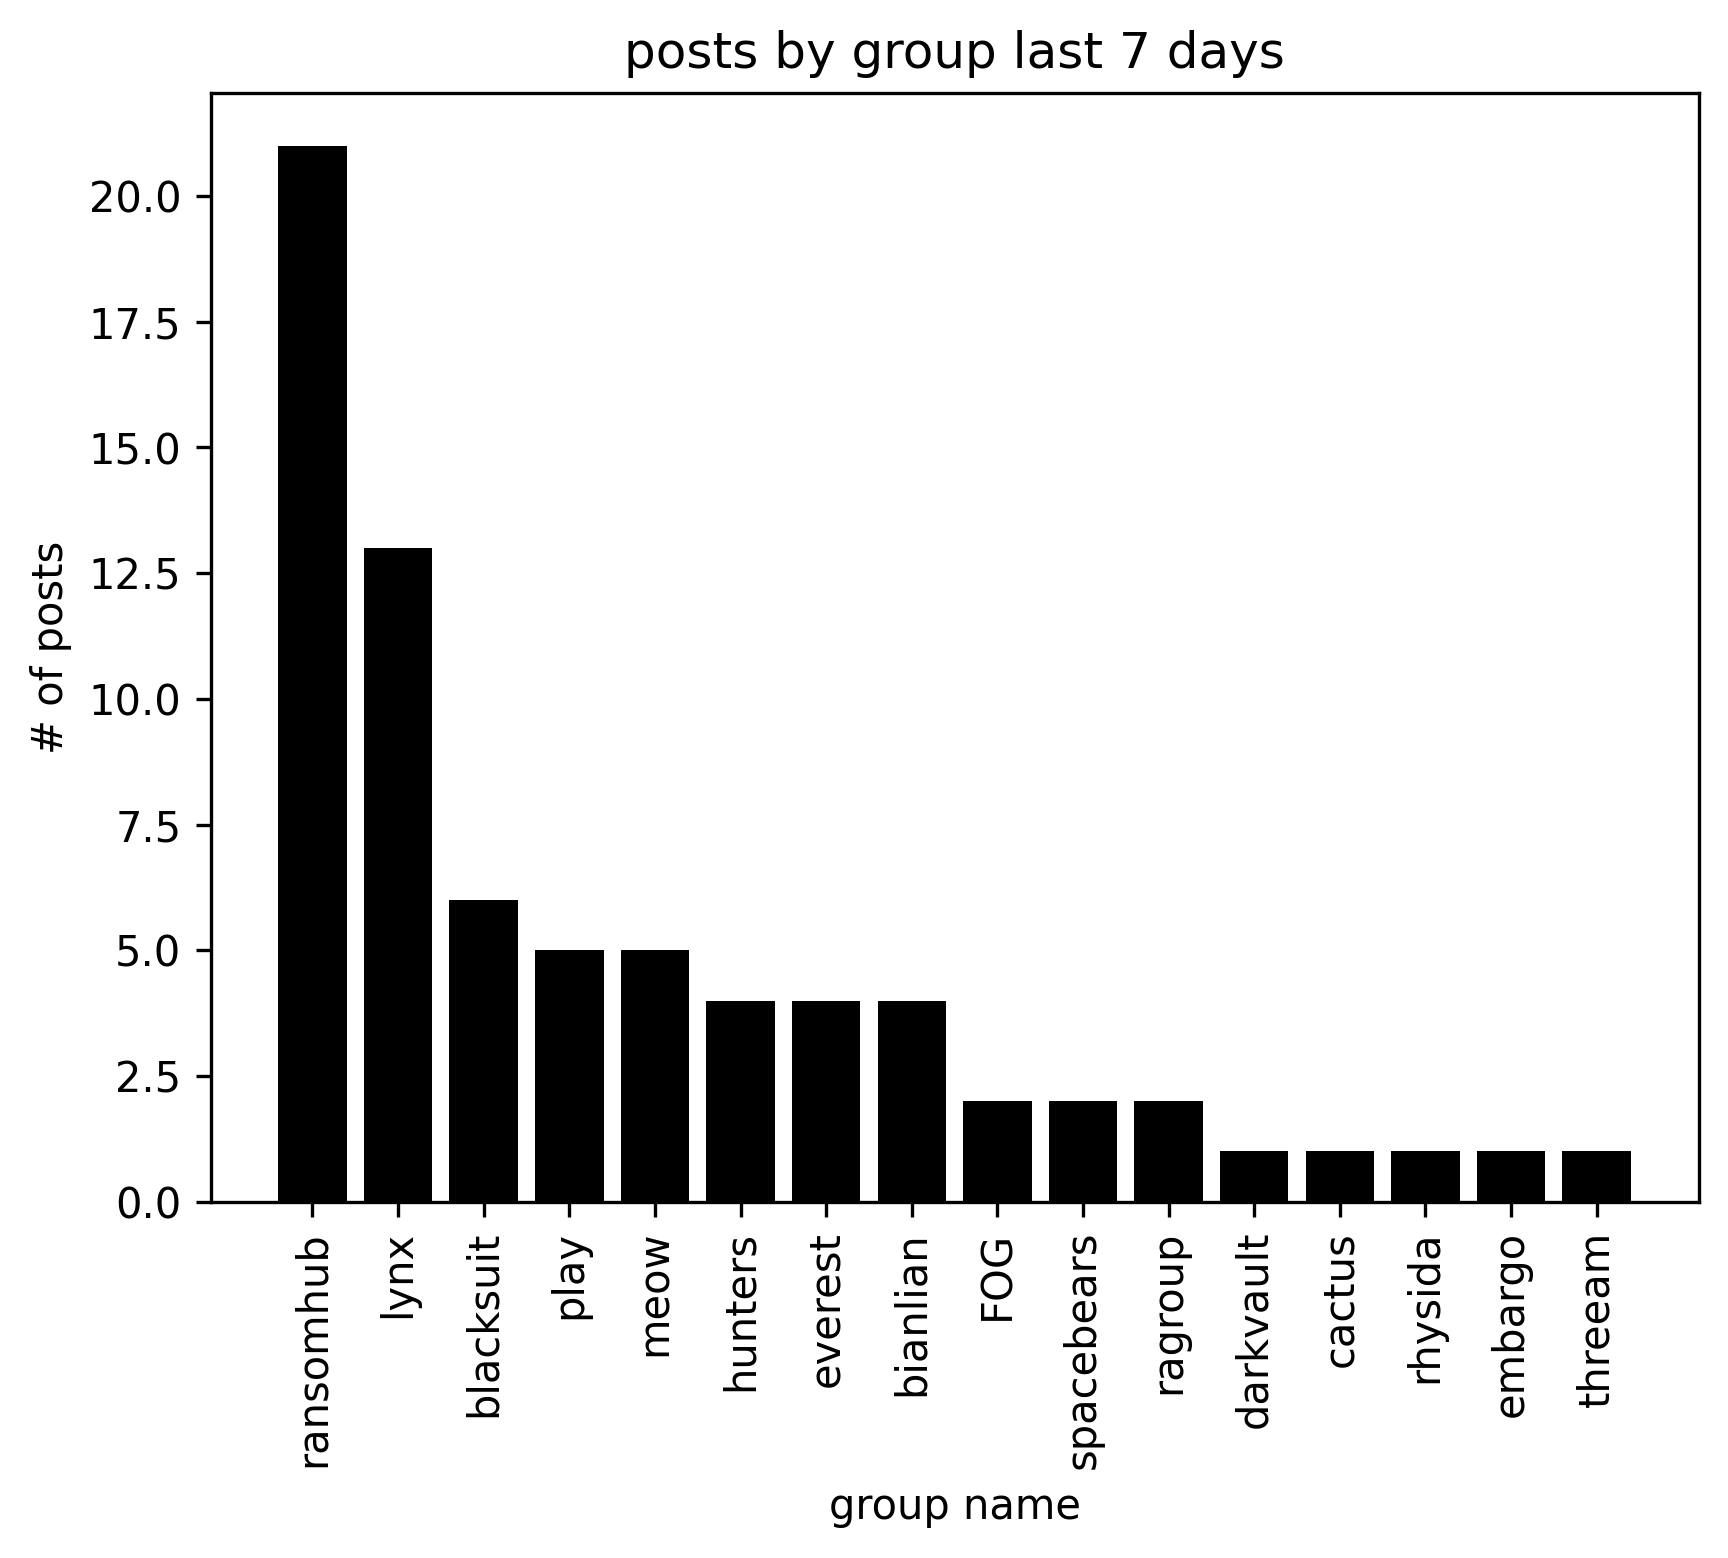 posts by group last 7 days
# of posts
20.0
17.5
15.0
12.5
10.0
7.5
5.0
2.5
0.0
ransomhub
lynx
blacksuit
play
meow
hunters
everest
bianlian
FOG
spacebears
ragroup
darkvault
cactus
rhysida
embargo
threeam
group name